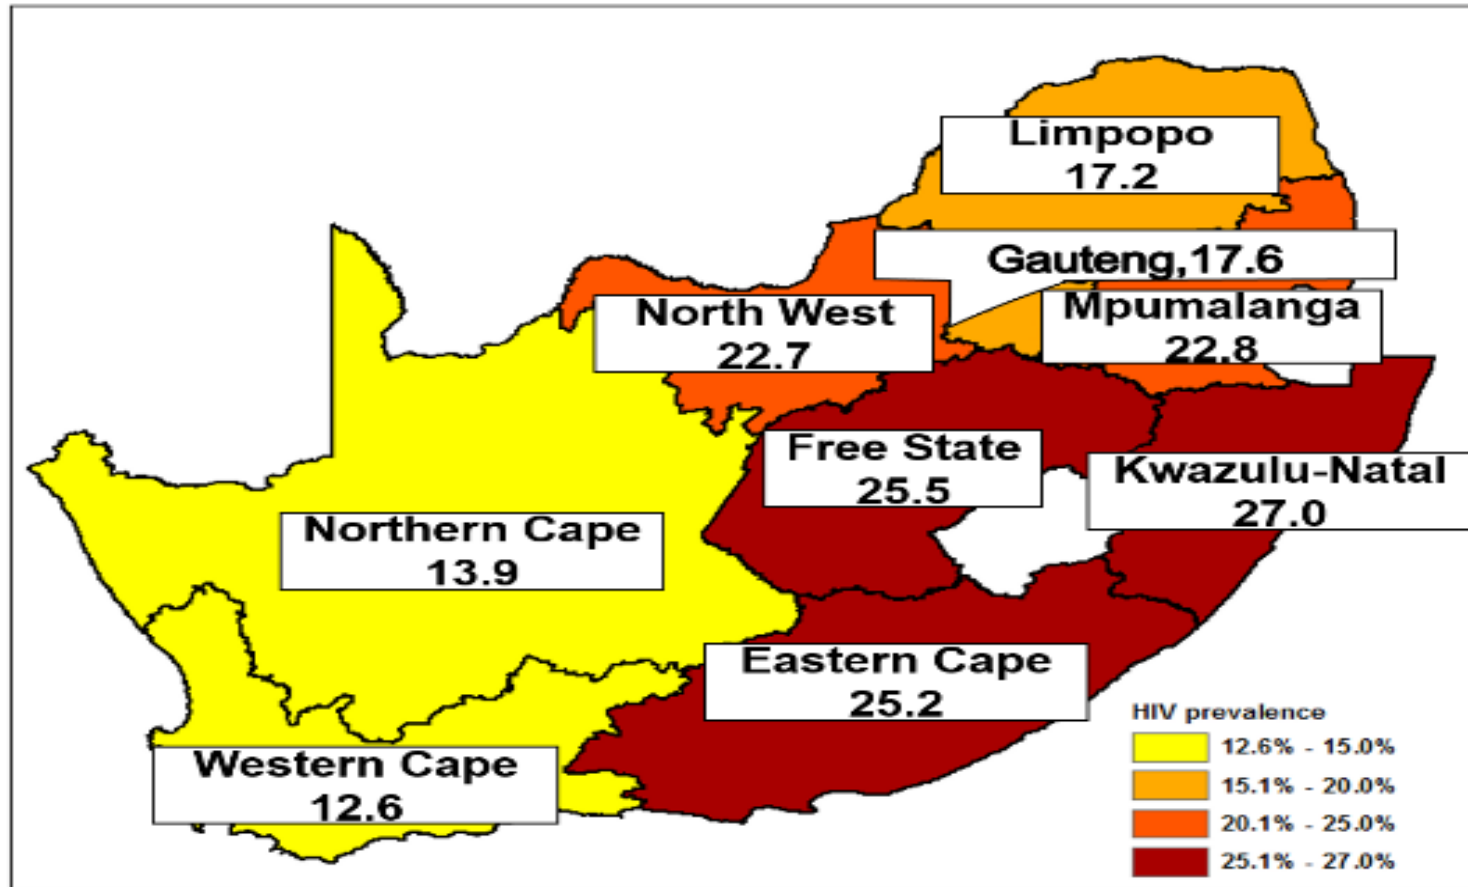 Limpopo
17.2
Gauteng,17.6
North West
22.7
Mpumalanga
22.8
Free State
25.5
Kwazulu-Natal
27.0
Northern Cape
13.9
Eastern Cape
25.2
Western Cape
12.6
HIV prevalence
12.6% - 15.0%
15.1% - 20.0%
20.1% - 25.0%
25.1% - 27.0%